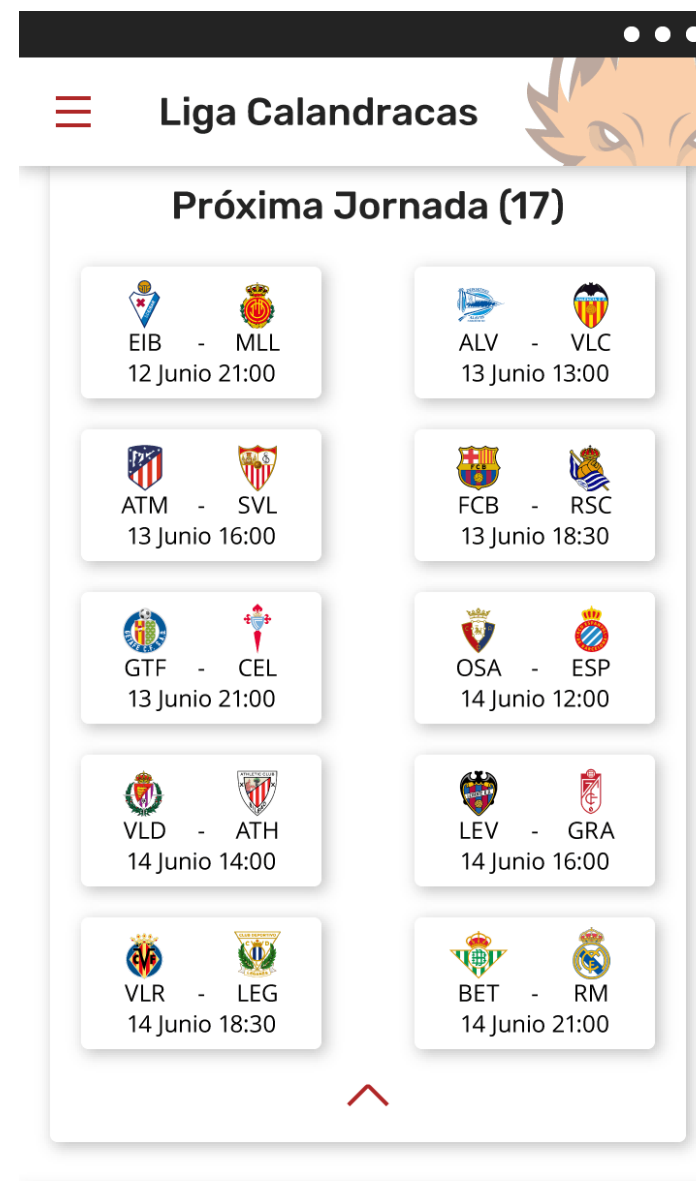 Liga Calandracas
Próxima Jornada (17)
EIB - MLL
12 Junio 21:00
ALV - VLC
13 Junio 13:00
ATM - SVL
13 Junio 16:00
FCB - RSC
13 Junio 18:30
GTF - CEL
13 Junio 21:00
OSA - ESP
14 Junio 12:00
VLD - ATH
14 Junio 14:00
LEV - GRA
14 Junio 16:00
VLR - LEG
14 Junio 18:30
BET - RM
14 Junio 21:00